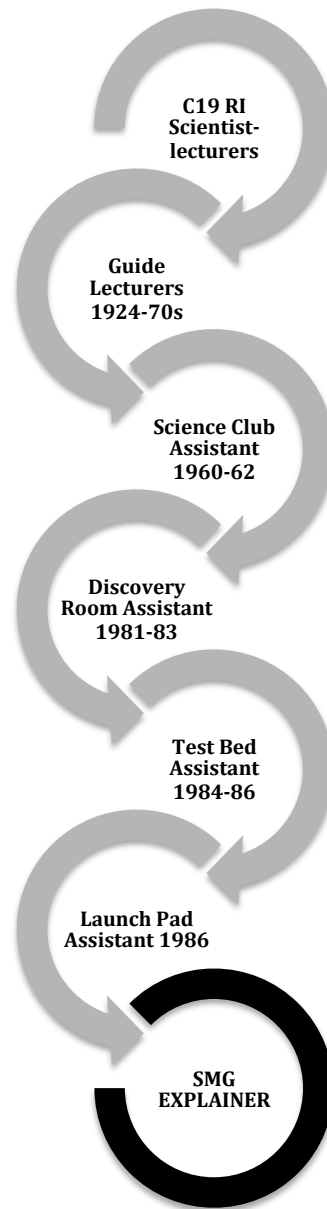 C19 RI
Scientist-
lecturers
Guide
Lecturers
1924-70s
Science Club
Assistant
1960-62
Discovery
Room Assistant
1981-83
Test Bed
Assistant
1984-86
Launch Pad
Assistant 1986
SMG
EXPLAINER